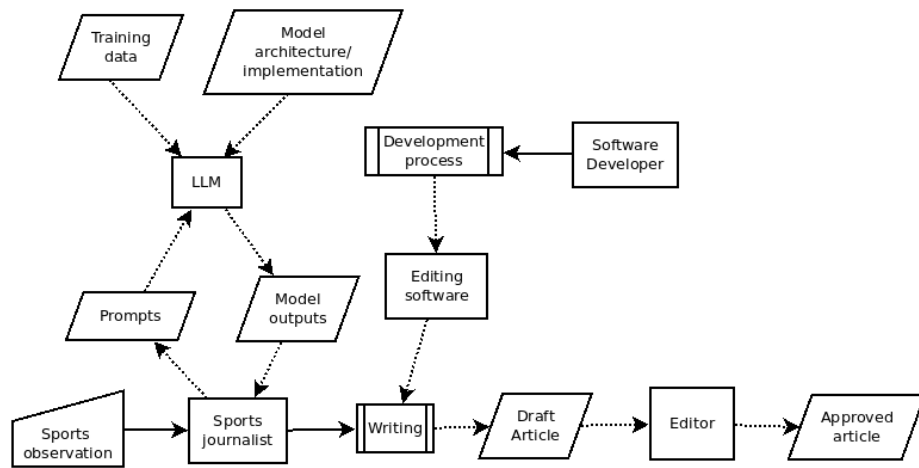 Training
data
Model
architecture/
implementation
Development
process
Software
Developer
LLM
Editing
software
Prompts
Model
outputs
Sports
observation
Sports
journalist
Writing
Draft
Article
Editor
Approved
article